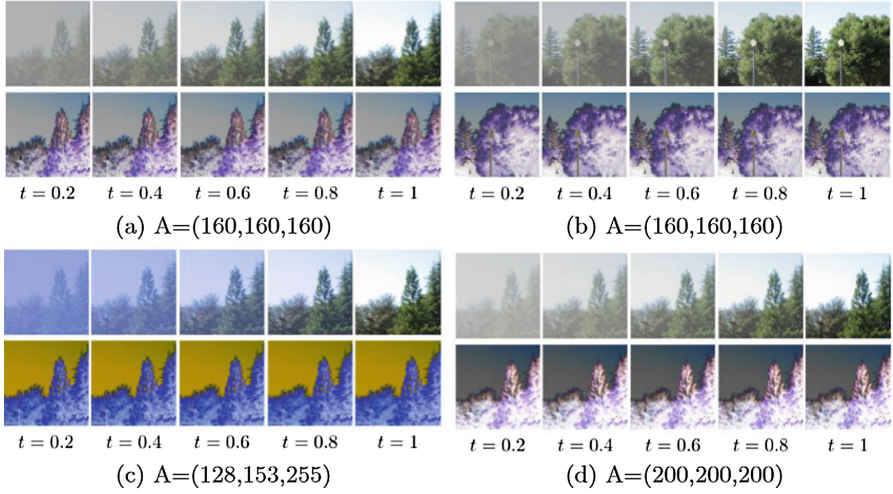 t = 0.2 t = 0.4 t = 0.6 t = 0.8 t = 1
(a) A=(160,160,160)
t = 0.2 t = 0.4 t = 0.6 t = 0.8 t = 1
(b) A=(160,160,160)
t = 0.2 t = 0.4 t = 0.6 t = 0.8 t = 1
(c) A=(128,153,255)
t = 0.2 t = 0.4 t = 0.6 t = 0.8 t = 1
(d) A=(200,200,200)